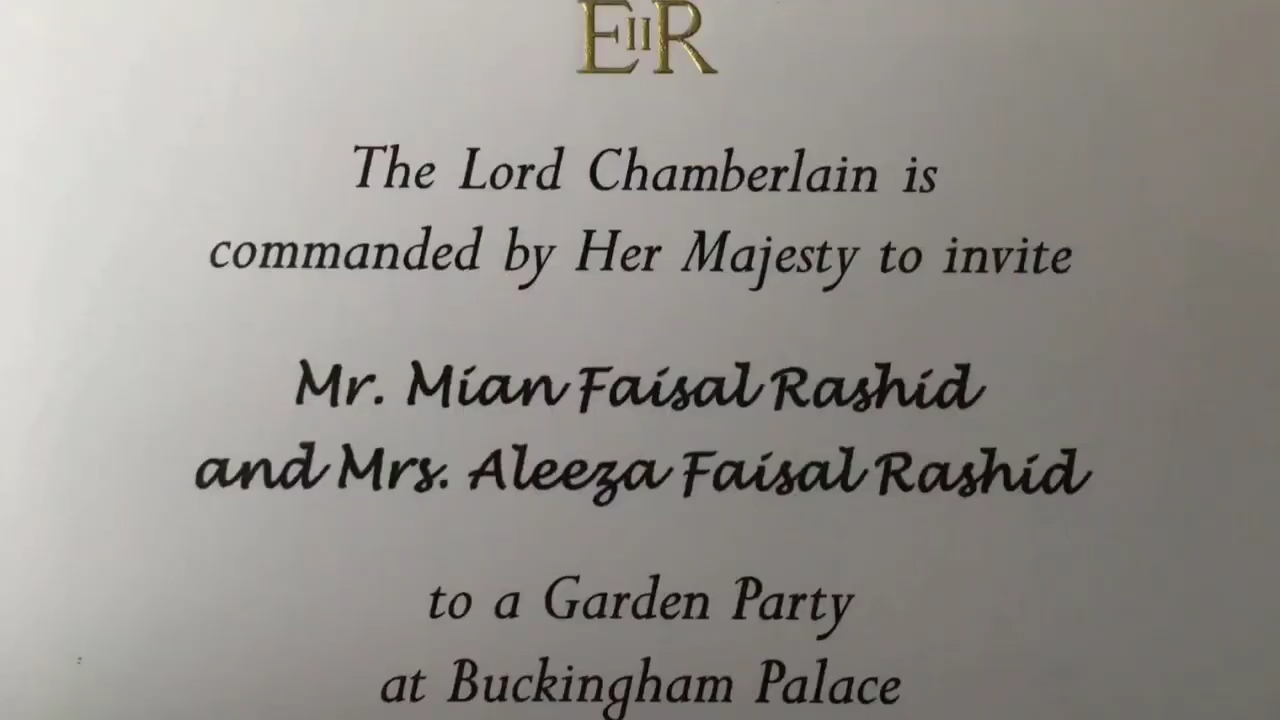 EIIR
The Lord Chamberlain is
commanded by Her Majesty to invite
Mr. Mian Faisal Rashid
and Mrs. Aleeza Faisal Rashid
to a Garden Party
at Buckingham Palace